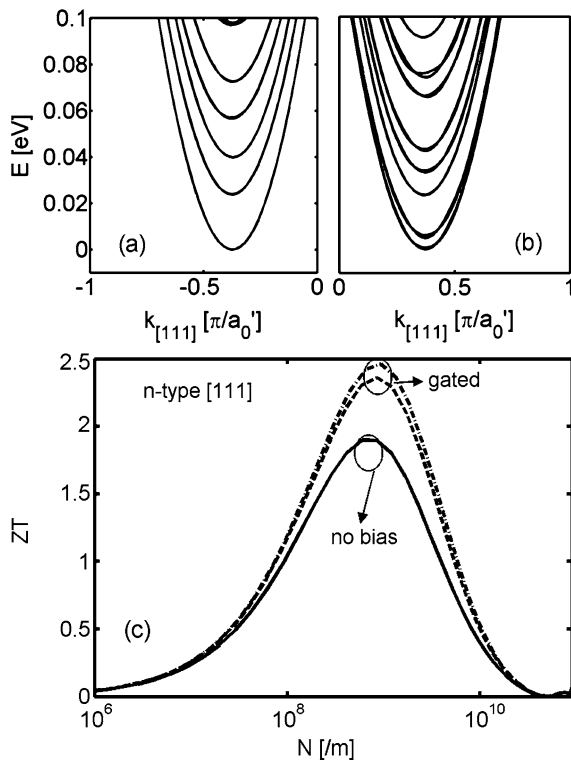 0.1
0.08
0.06
0.04
0.02
0
E [eV]
(a)
(b)
-1
-0.5
0
0
0.5
1
k[111] [π/a0']
k[111] [π/a0']
2.5
2
1.5
1
0.5
0
ZT
n-type [111]
gated
no bias
(c)
10^6
10^8
10^10
N [/m]